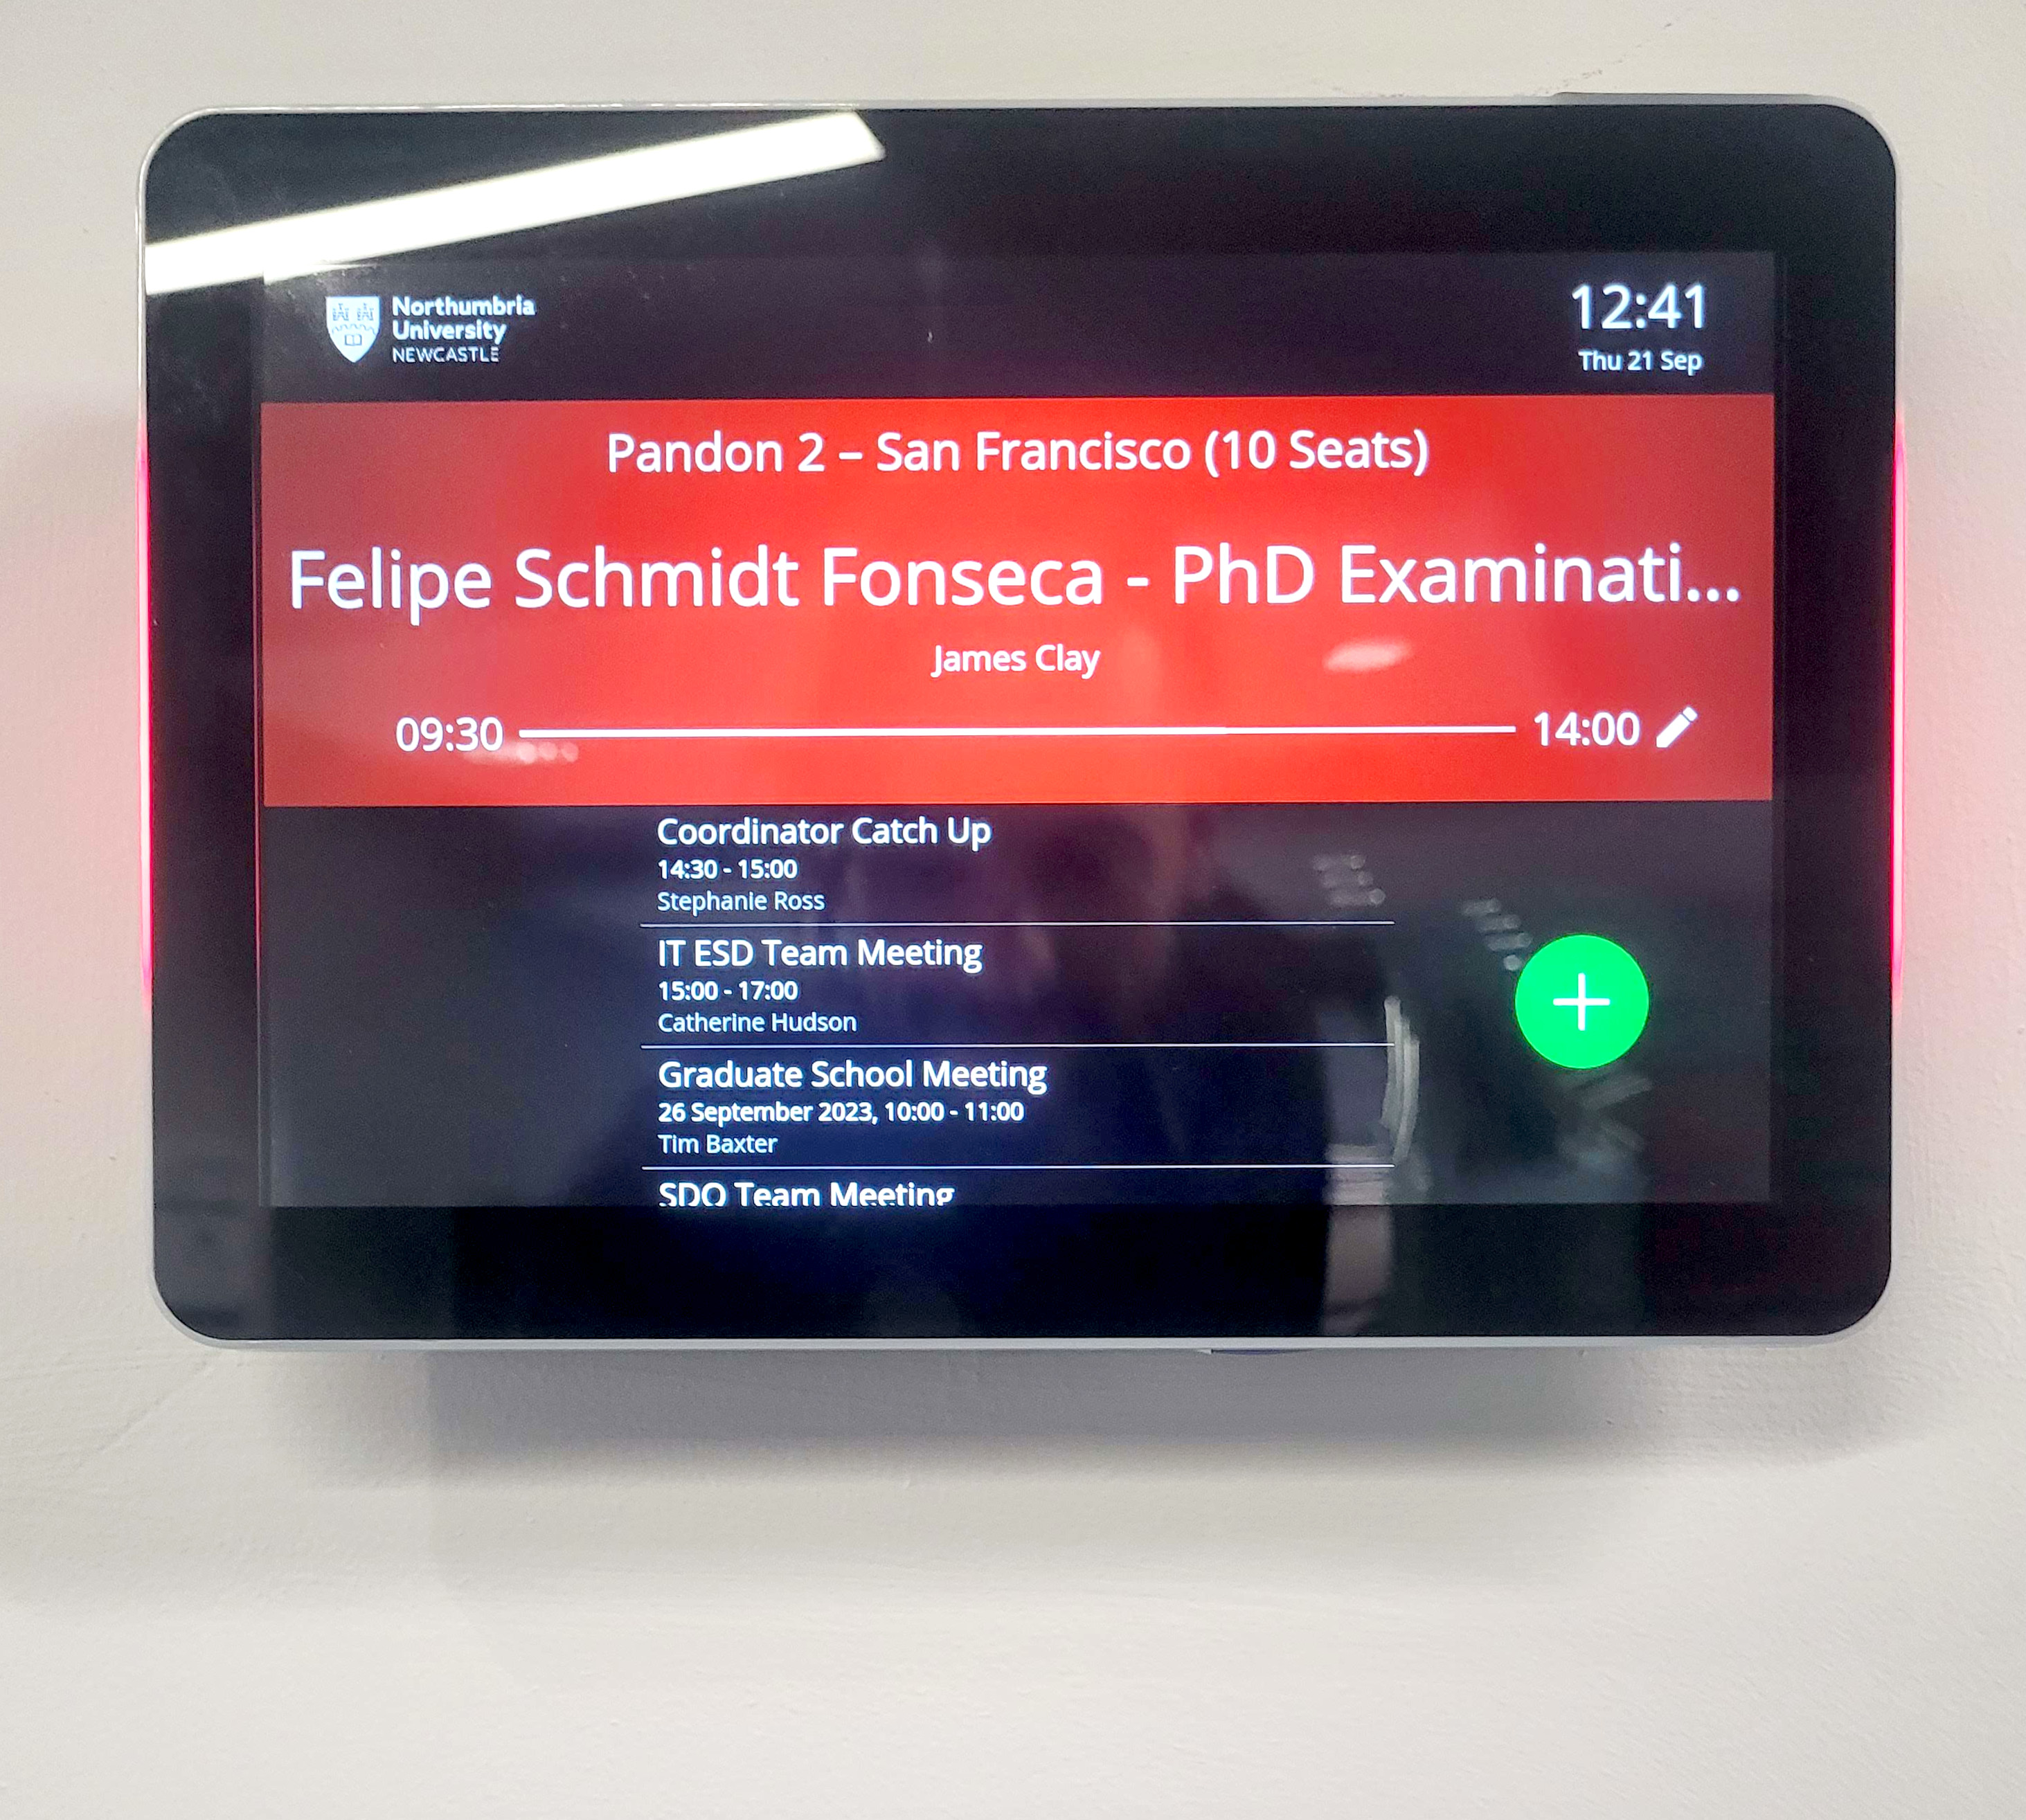 Northumbria
University
NEWCASTLE
12:41
Thu 21 Sep
Pandon 2 – San Francisco (10 Seats)
Felipe Schmidt Fonseca - PhD Examinati...
James Clay
09:30 14:00
Coordinator Catch Up
14:30 - 15:00
Stephanie Ross
IT ESD Team Meeting
15:00 - 17:00
Catherine Hudson
Graduate School Meeting
26 September 2023, 10:00 - 11:00
Tim Baxter
SDO Team Meeting